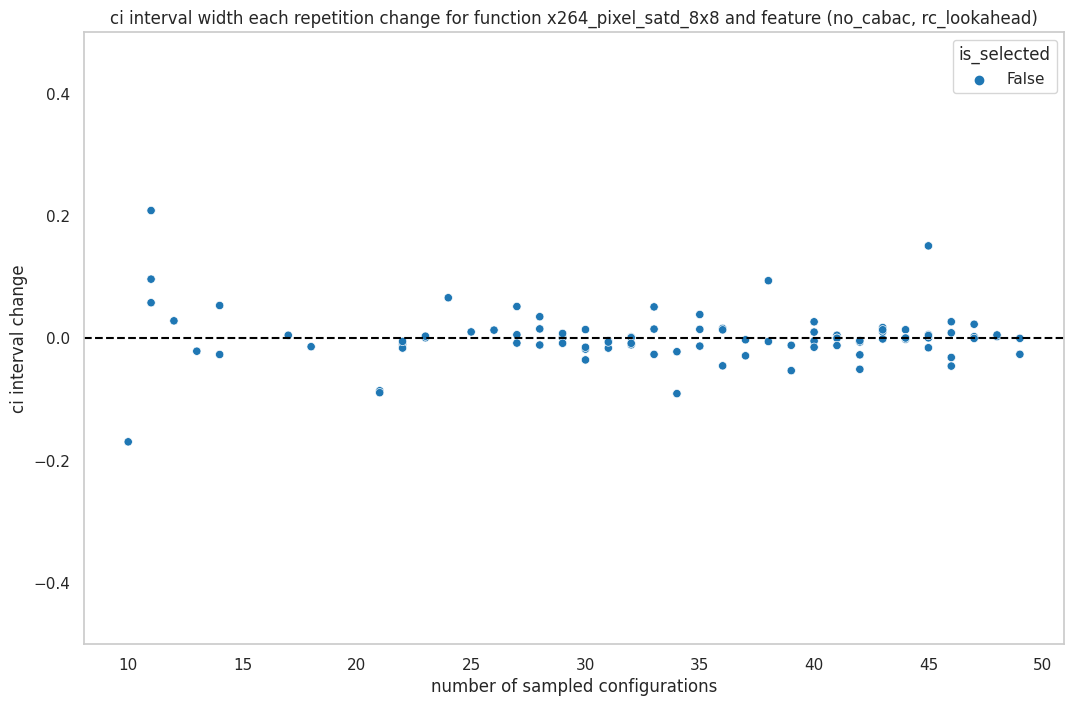 ci interval width each repetition change for function x264_pixel_satd_8x8 and feature (no_cabac, rc_lookahead)
is_selected
False
ci interval change
0.4
0.2
0.0
−0.2
−0.4
10 15 20 25 30 35 40 45 50
number of sampled configurations